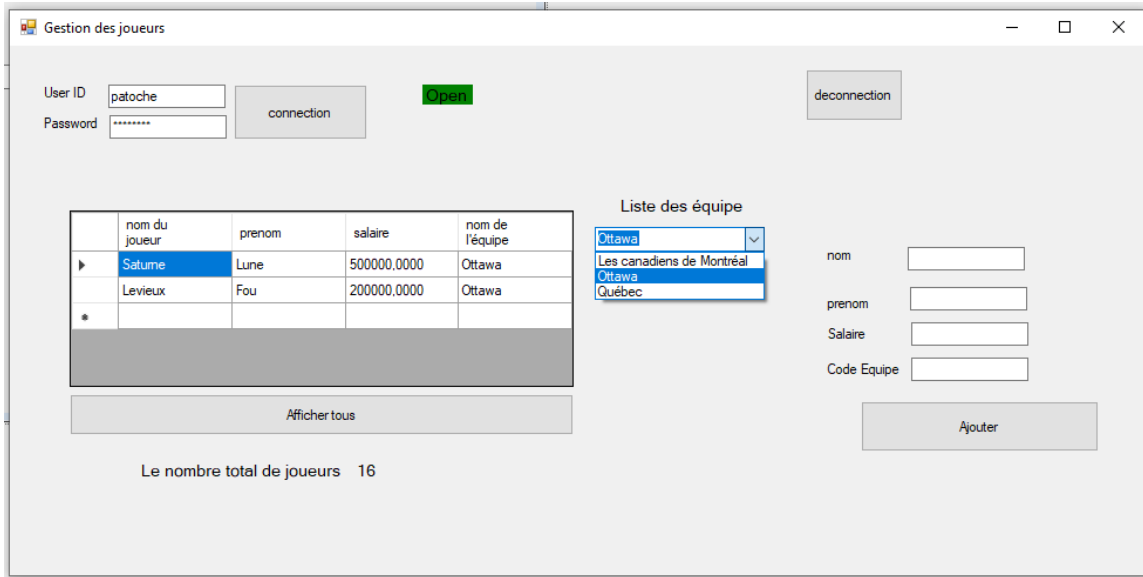 Gestion des joueurs
User ID
patoche
connection
Open
deconnection
Password
********
Liste des équipe
nom du joueur
prenom
salaire
nom de l'équipe
Saturne
Lune
500000,0000
Ottawa
Levieux
Fou
200000,0000
Ottawa
Ottawa
Les canadiens de Montréal
Ottawa
Québec
nom
prenom
Salaire
Code Equipe
Afficher tous
Ajouter
Le nombre total de joueurs 16